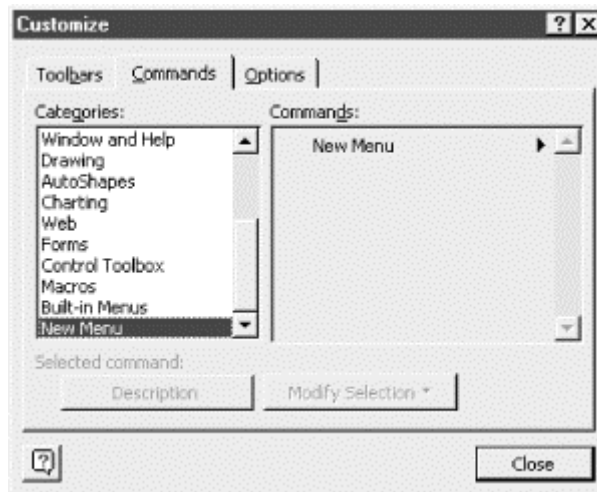 Customize
Toolbars Commands Options
Categories:
Window and Help
Drawing
AutoShapes
Charting
Web
Forms
Control Toolbox
Macros
Built-in Menus
New Menu
Commands:
New Menu
Selected command:
Description Modify Selection
Close